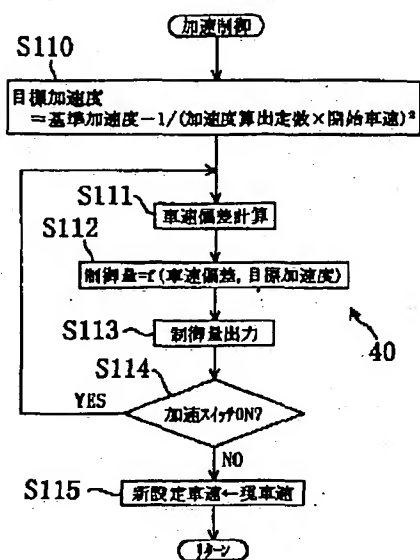 加速制御
S110
目標加速度
=基準加速度-1/(加速度算出定数×開始車速)²
S111
車速偏差計算
S112
制御量=f(車速偏差,目標加速度)
S113
制御量出力
40
S114
加速スイッチON?
YES
NO
S115
新設定車速←現車速
リターン